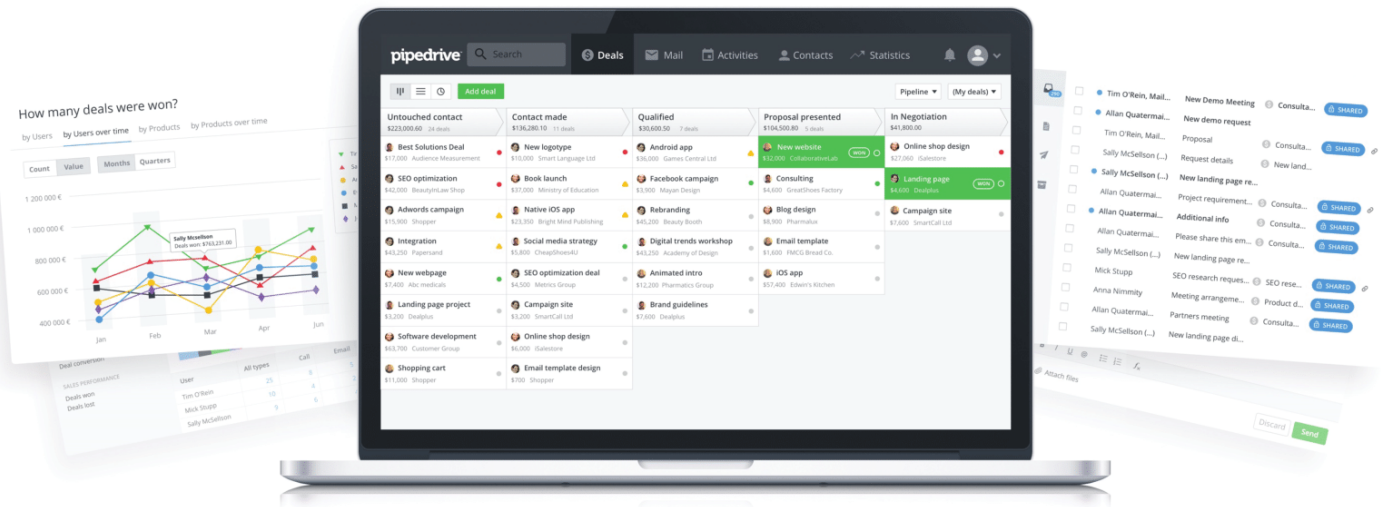 How many deals were won?
by Users by Users over time by Products by Products over time
Count Value Months Quarters
1 200 000 €
1 000 000 €
800 000 €
600 000 €
400 000 €
Sally Mcsellson
Deals won: $763,231.00
Jan Feb Mar Apr Jun
Deal conversion
SALES PERFORMANCE
Deals won
Deals lost
All types Call Email
User
Tim O'Rein 25
Mick Stupp 10
Sally McSellson
pipedrive Search Deals Mail Activities Contacts Statistics
Add deal Pipeline (My deals)
Untouched contact
$223,000.60 24 deals
Best Solutions Deal
$17,000 Audience Measurement
SEO optimization
$42,000 BeautyInLaw Shop
Adwords campaign
$15,900 Shopper
Integration
$43,250 Papersand
New webpage
$7,400 Abc medicals
Landing page project
$3,200 Dealplus
Software development
$63,700 Customer Group
Shopping cart
$11,000 Shopper
Contact made
$136,280.10 11 deals
New logotype
$10,000 Smart Language Ltd
Book launch
$37,000 Ministry of Education
Native iOS app
$23,350 Bright Mind Publishing
Social media strategy
$5,800 CheapShoes4U
SEO optimization deal
$4,500 Metrics Group
Campaign site
$3,200 SmartCall Ltd
Online shop design
$6,000 iSalestore
Email template design
$700 Shopper
Qualified
$30,600.50 7 deals
Android app
$36,000 Games Central Ltd
Facebook campaign
$3,900 Mayan Design
Rebranding
$45,200 Beauty Booth
Digital trends workshop
$43,250 Academy of Design
Animated intro
$12,200 Pharmatics Group
Brand guidelines
$7,600 Dealplus
Proposal presented
$104,500.80 5 deals
New website
$32,000 CollaborativeLab WON
Consulting
$4,600 GreatShoes Factory
Blog design
$8,900 Pharmalux
Email template
$1,600 FMCG Bread Co.
iOS app
$57,400 Edwin's Kitchen
In Negotiation
$41,800.00
Online shop design
$27,060 iSalestore
Landing page
$4,600 Dealplus WON
Campaign site
$7,600 SmartCall Ltd
Tim O'Rein, Mail... New Demo Meeting Consulta... SHARED
Allan Quatermai... New demo request
Tim O'Rein, Mail... Proposal Consulta... SHARED
Sally McSellson (...) Request details New land...
Sally McSellson (...) New landing page re...
Allan Quatermai... Project requirement... Consulta... SHARED
Allan Quatermai... Additional info Consulta... SHARED
Allan Quatermai... Please share this em... Consulta... SHARED
Sally McSellson (...) New landing page re...
Mick Stupp SEO research reques... SEO rese... SHARED
Anna Nimmity Meeting arrangeme... Product d... SHARED
Allan Quatermai... Partners meeting Consulta... SHARED
Sally McSellson (...) New landing page di...
Attach files
Discard Send